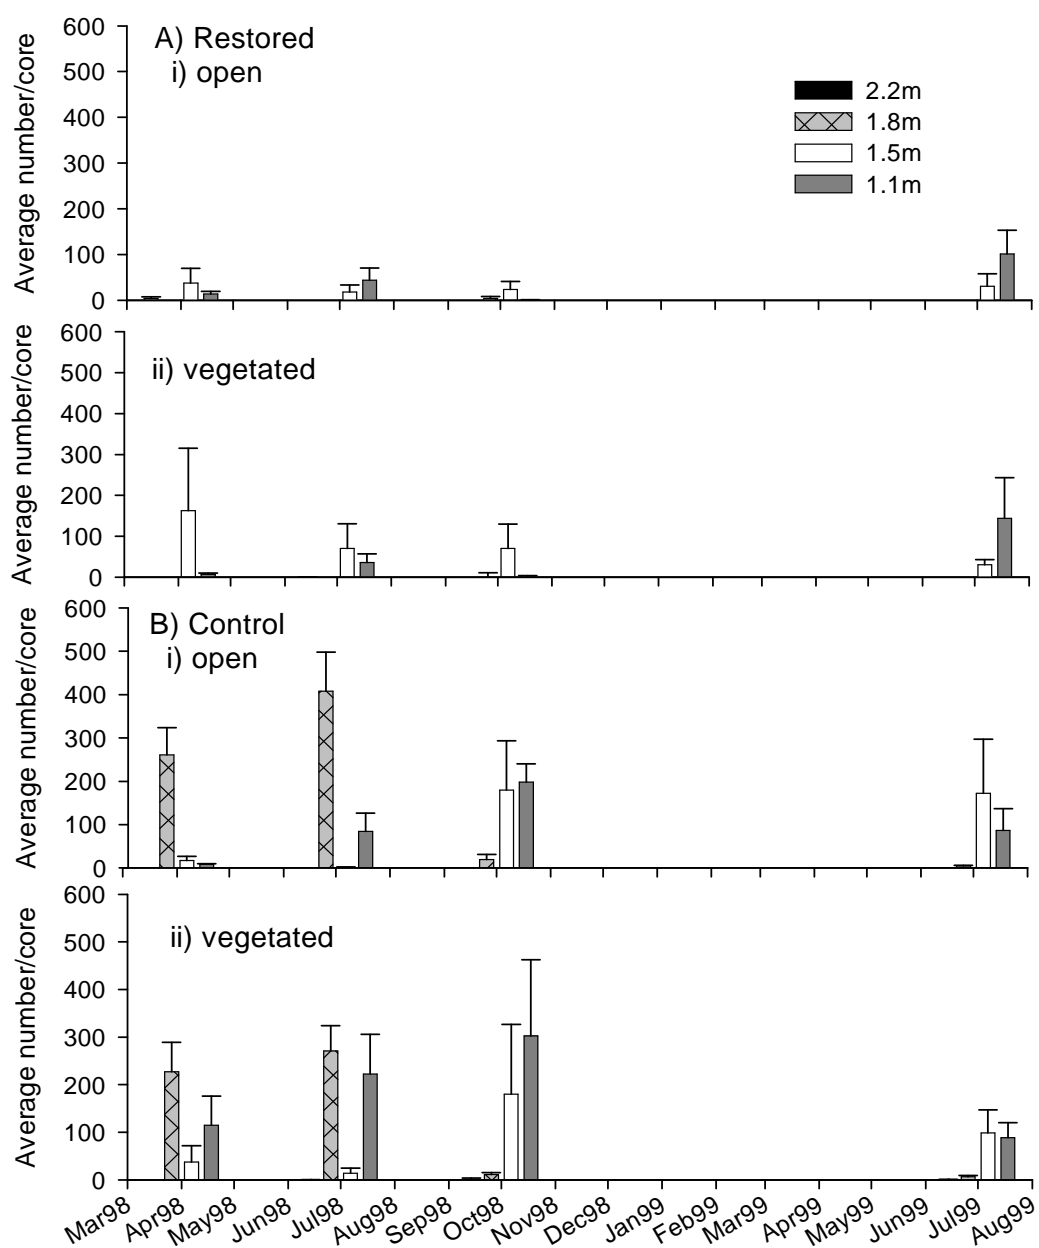 A) Restored
i) open
Average number/core
600
500
400
300
200
100
0
2.2m
1.8m
1.5m
1.1m
ii) vegetated
Average number/core
600
500
400
300
200
100
0
B) Control
i) open
Average number/core
600
500
400
300
200
100
0
ii) vegetated
Average number/core
600
500
400
300
200
100
0
Mar98 Apr98 May98 Jun98 Jul98 Aug98 Sep98 Oct98 Nov98 Dec98 Jan99 Feb99 Mar99 Apr99 May99 Jun99 Jul99 Aug99